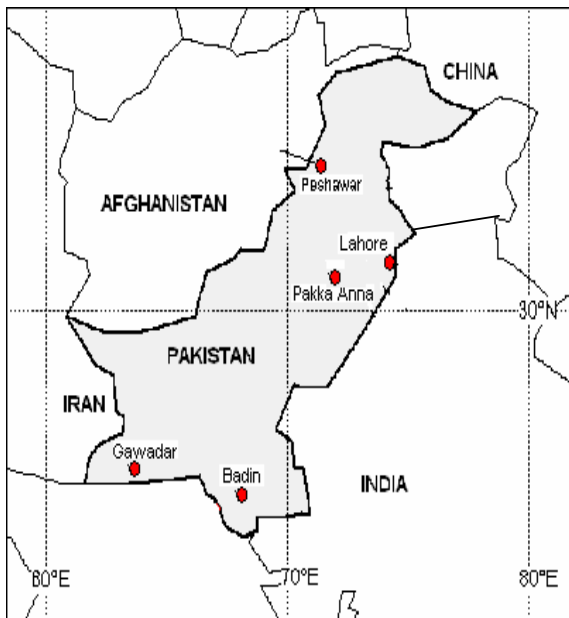 CHINA
Peshawar
AFGHANISTAN
Lahore
Pakka Anna
30°N
PAKISTAN
IRAN
Gawadar
Badin
INDIA
60°E
70°E
80°E